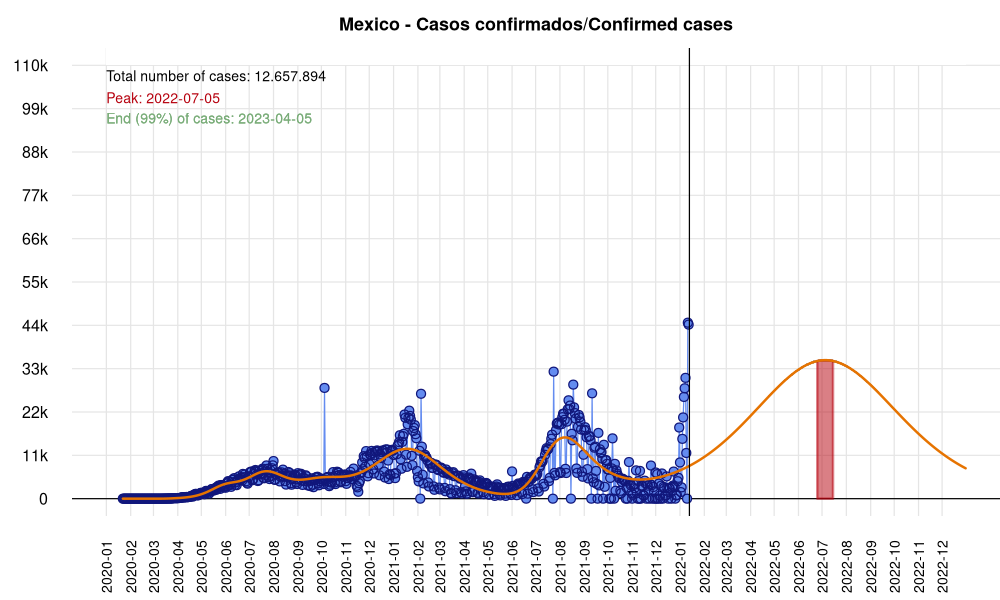 Mexico - Casos confirmados/Confirmed cases
110k
99k
88k
77k
66k
55k
44k
33k
22k
11k
0
Total number of cases: 12.657.894
Peak: 2022-07-05
End (99%) of cases: 2023-04-05
2020-01
2020-02
2020-03
2020-04
2020-05
2020-06
2020-07
2020-08
2020-09
2020-10
2020-11
2021-01
2021-01
2021-03
2021-04
2021-05
2021-06
2021-07
2021-08
2021-09
2021-10
2021-11
2021-12
2022-01
2022-02
2022-03
2022-04
2022-05
2022-06
2022-07
2022-08
2022-09
2022-10
2022-11
2022-12